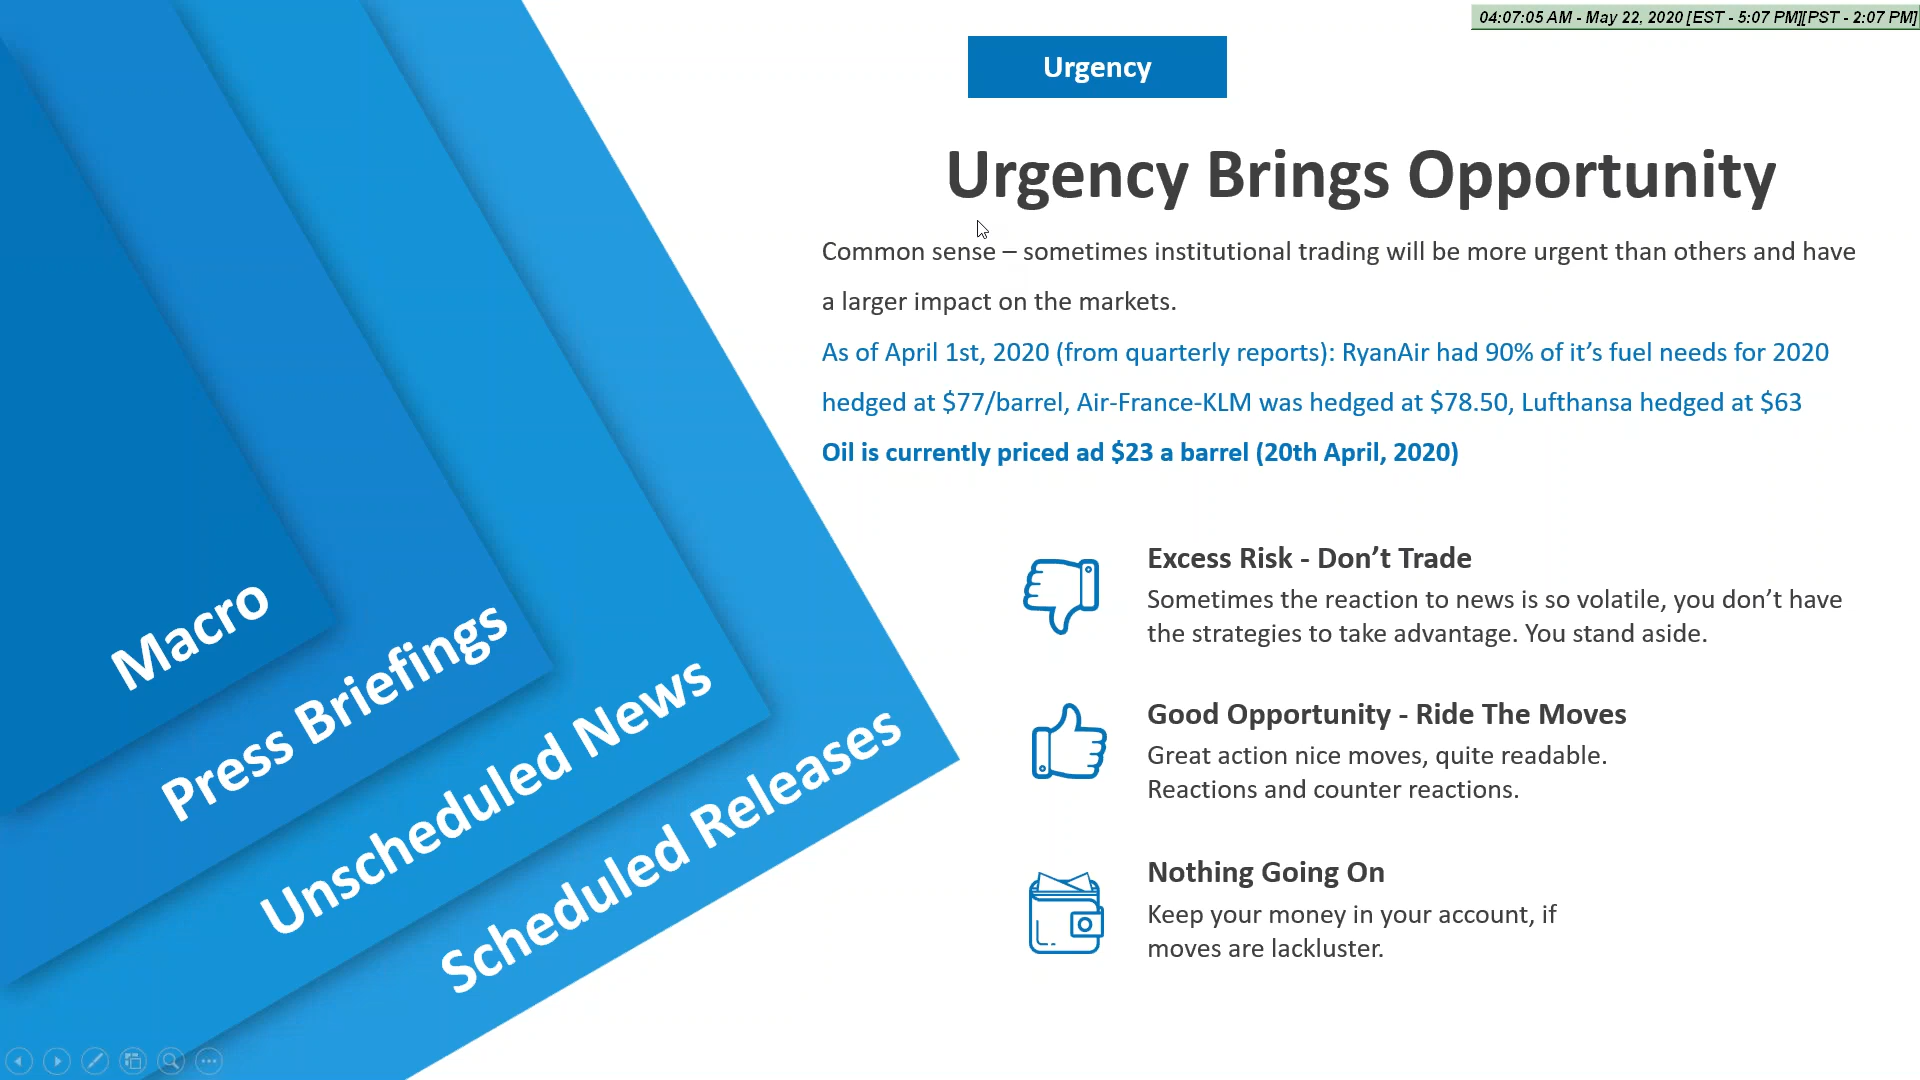 04:07:05 AM - May 22, 2020 [EST - 5:07 PM][PST - 2:07 PM]
Urgency
Urgency Brings Opportunity
Common sense – sometimes institutional trading will be more urgent than others and have
a larger impact on the markets.
As of April 1st, 2020 (from quarterly reports): RyanAir had 90% of it’s fuel needs for 2020
hedged at $77/barrel, Air-France-KLM was hedged at $78.50, Lufthansa hedged at $63
Oil is currently priced ad $23 a barrel (20th April, 2020)
Excess Risk - Don’t Trade
Sometimes the reaction to news is so volatile, you don’t have
the strategies to take advantage. You stand aside.
Good Opportunity - Ride The Moves
Great action nice moves, quite readable.
Reactions and counter reactions.
Nothing Going On
Keep your money in your account, if
moves are lackluster.
Macro
Press Briefings
Unscheduled News
Scheduled Releases